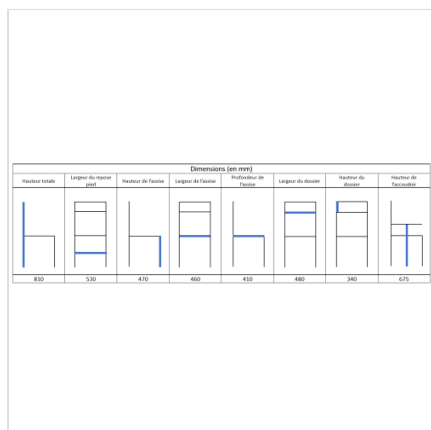 Dimensions (en mm)
Hauteur totale
Largeur du repose
pied
Hauteur de l'assise
Largeur de l'assise
Profondeur de
l'assise
Largeur du dossier
Hauteur du
dossier
Hauteur de
l'accoudoir
810
530
470
460
410
480
340
675